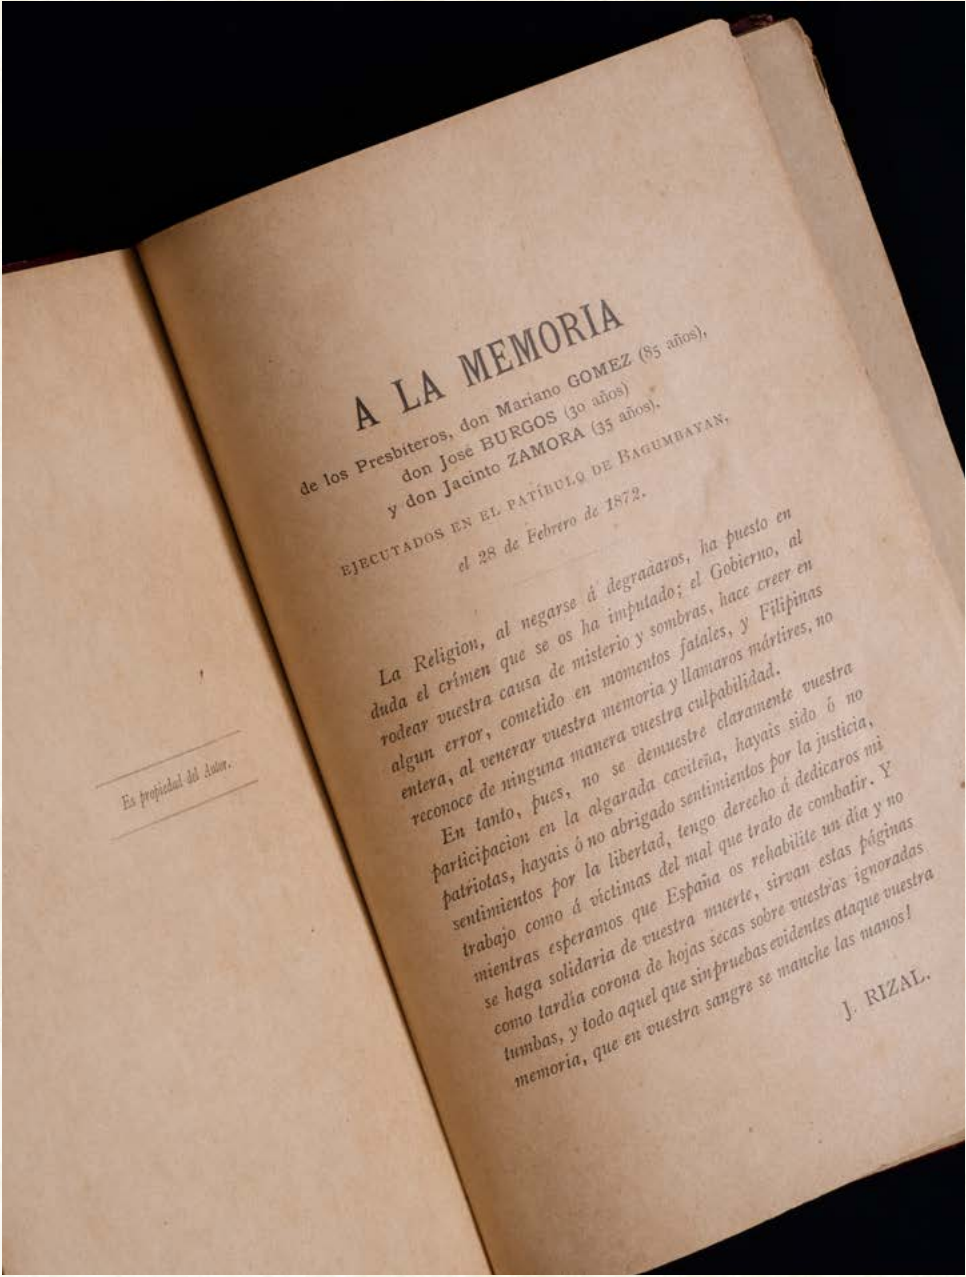 Es propiedad del Autor.
A LA MEMORIA
de los Presbíteros, don Mariano GOMEZ (85 años),
don José BURGOS (30 años)
y don Jacinto ZAMORA (35 años).
EJECUTADOS EN EL PATÍBULO DE BAGUMBAYAN,
el 28 de Febrero de 1872.
La Religion, al negarse á degradaros, ha puesto en
duda el crímen que se os ha imputado; el Gobierno, al
rodear vuestra causa de misterio y sombras, hace creer en
algun error, cometido en momentos fatales, y Filipinas
entera, al venerar vuestra memoria y llamaros mártires, no
reconoce de ninguna manera vuestra culpabilidad.
En tanto, pues, no se demuestre claramente vuestra
participacion en la algarada caviteña, hayais sido ó no
patriotas, hayais ó no abrigado sentimientos por la justicia,
sentimientos por la libertad, tengo derecho á dedicaros mi
trabajo como á víctimas del mal que trato de combatir. Y
mientras esperamos que España os rehabilite un día y no
se haga solidaria de vuestra muerte, sirvan estas páginas
como tardía corona de hojas secas sobre vuestras ignoradas
tumbas, y todo aquel que sin pruebas evidentes ataque vuestra
memoria, que en vuestra sangre se manche las manos!
J. RIZAL.